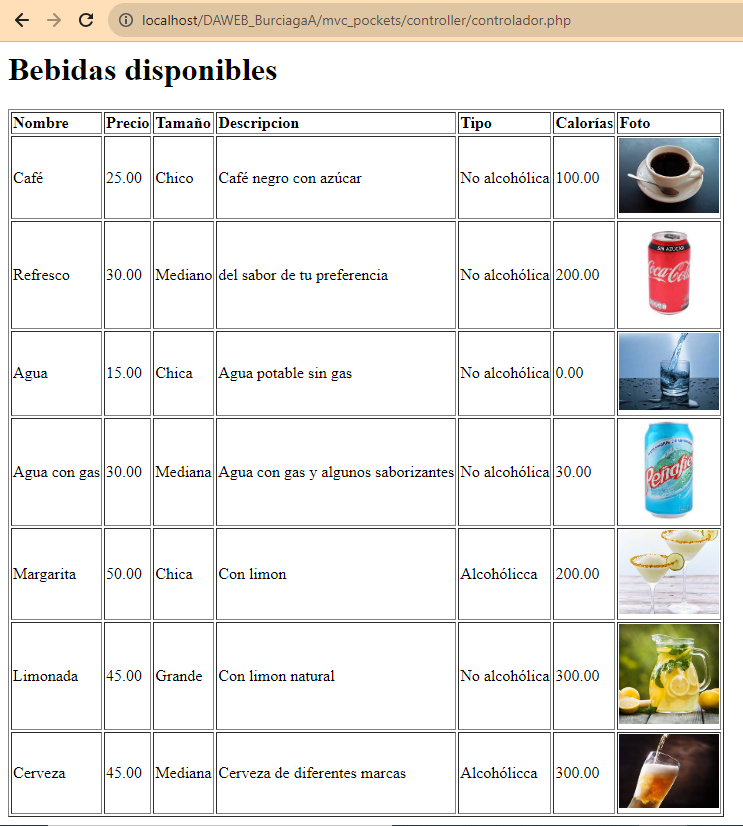 localhost/DAWEB_BurciagaA/mvc_pockets/controller/controlador.php
Bebidas disponibles
Nombre Precio Tamaño Descripcion Tipo Calorías Foto
Café 25.00 Chico Café negro con azúcar No alcohólica 100.00
SIN AZÚCAR
Refresco 30.00 Mediano del sabor de tu preferencia No alcohólica 200.00 Coca-Cola
Agua 15.00 Chica Agua potable sin gas No alcohólica 0.00
Agua con gas 30.00 Mediana Agua con gas y algunos saborizantes No alcohólica 30.00 Peñafiel
Margarita 50.00 Chica Con limon Alcohólicca 200.00
Limonada 45.00 Grande Con limon natural No alcohólica 300.00
Cerveza 45.00 Mediana Cerveza de diferentes marcas Alcohólicca 300.00